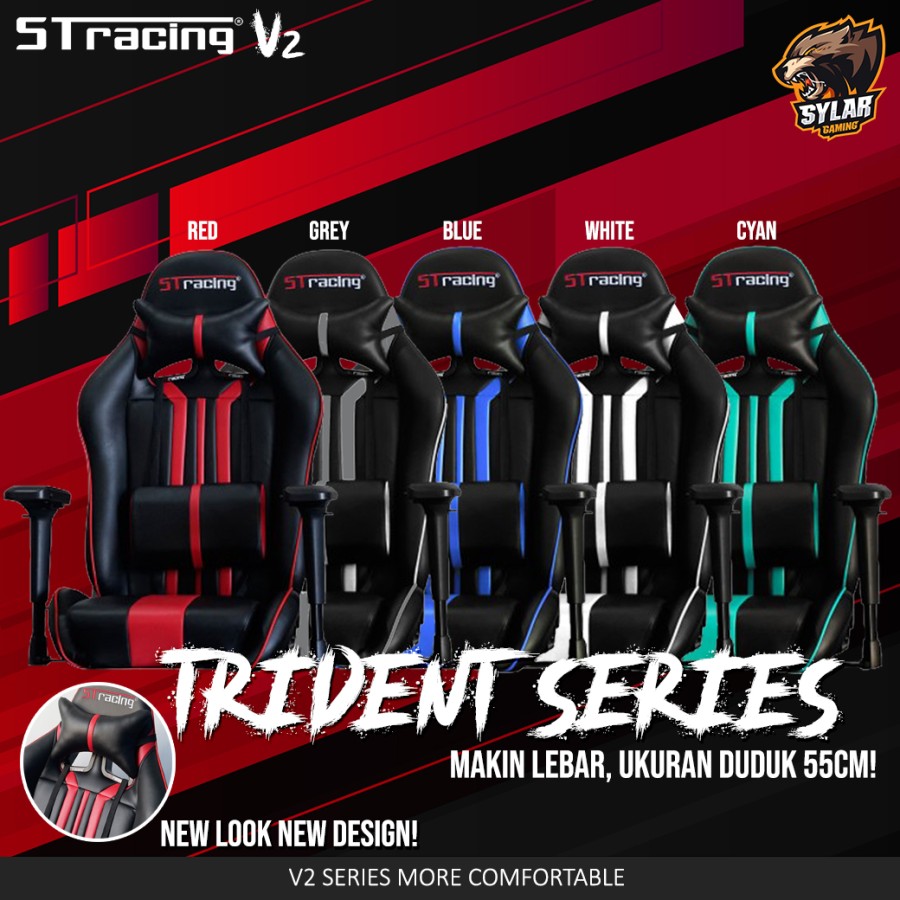 STracing® V2
SYLAR
GAMING
RED GREY BLUE WHITE CYAN
STracing® STracing® STracing® STracing® STracing®
TRIDENT SERIES
STracing
MAKIN LEBAR, UKURAN DUDUK 55CM!
NEW LOOK NEW DESIGN!
V2 SERIES MORE COMFORTABLE